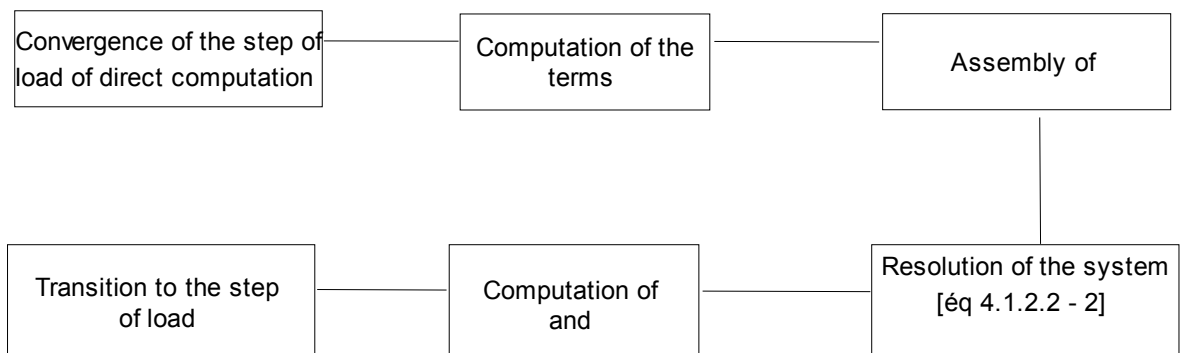 Convergence of the step of
load of direct computation
Computation of the
terms
Assembly of
Transition to the step
of load
Computation of
and
Resolution of the system
[éq 4.1.2.2 - 2]